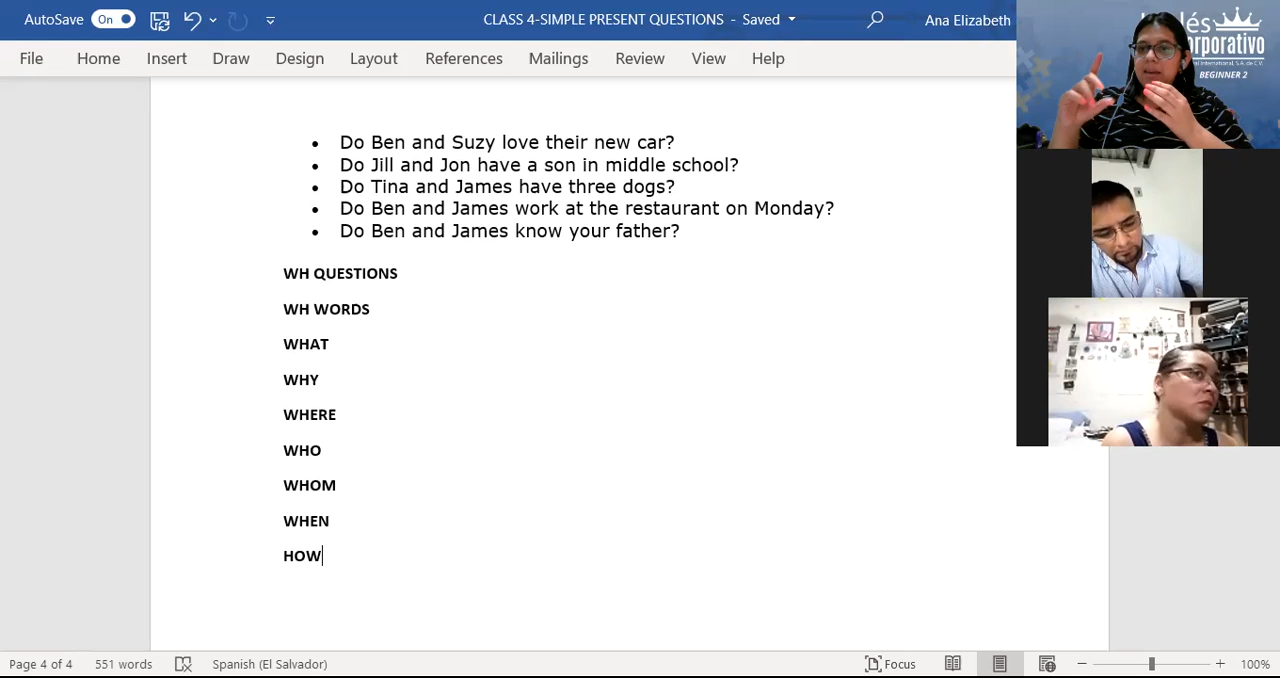 AutoSave On CLASS 4-SIMPLE PRESENT QUESTIONS - Saved Ana Elizabeth
File Home Insert Draw Design Layout References Mailings Review View Help
BEGINNER 2
• Do Ben and Suzy love their new car?
• Do Jill and Jon have a son in middle school?
• Do Tina and James have three dogs?
• Do Ben and James work at the restaurant on Monday?
• Do Ben and James know your father?
WH QUESTIONS
WH WORDS
WHAT
WHY
WHERE
WHO
WHOM
WHEN
HOW
Page 4 of 4 551 words Spanish (El Salvador) Focus 100%